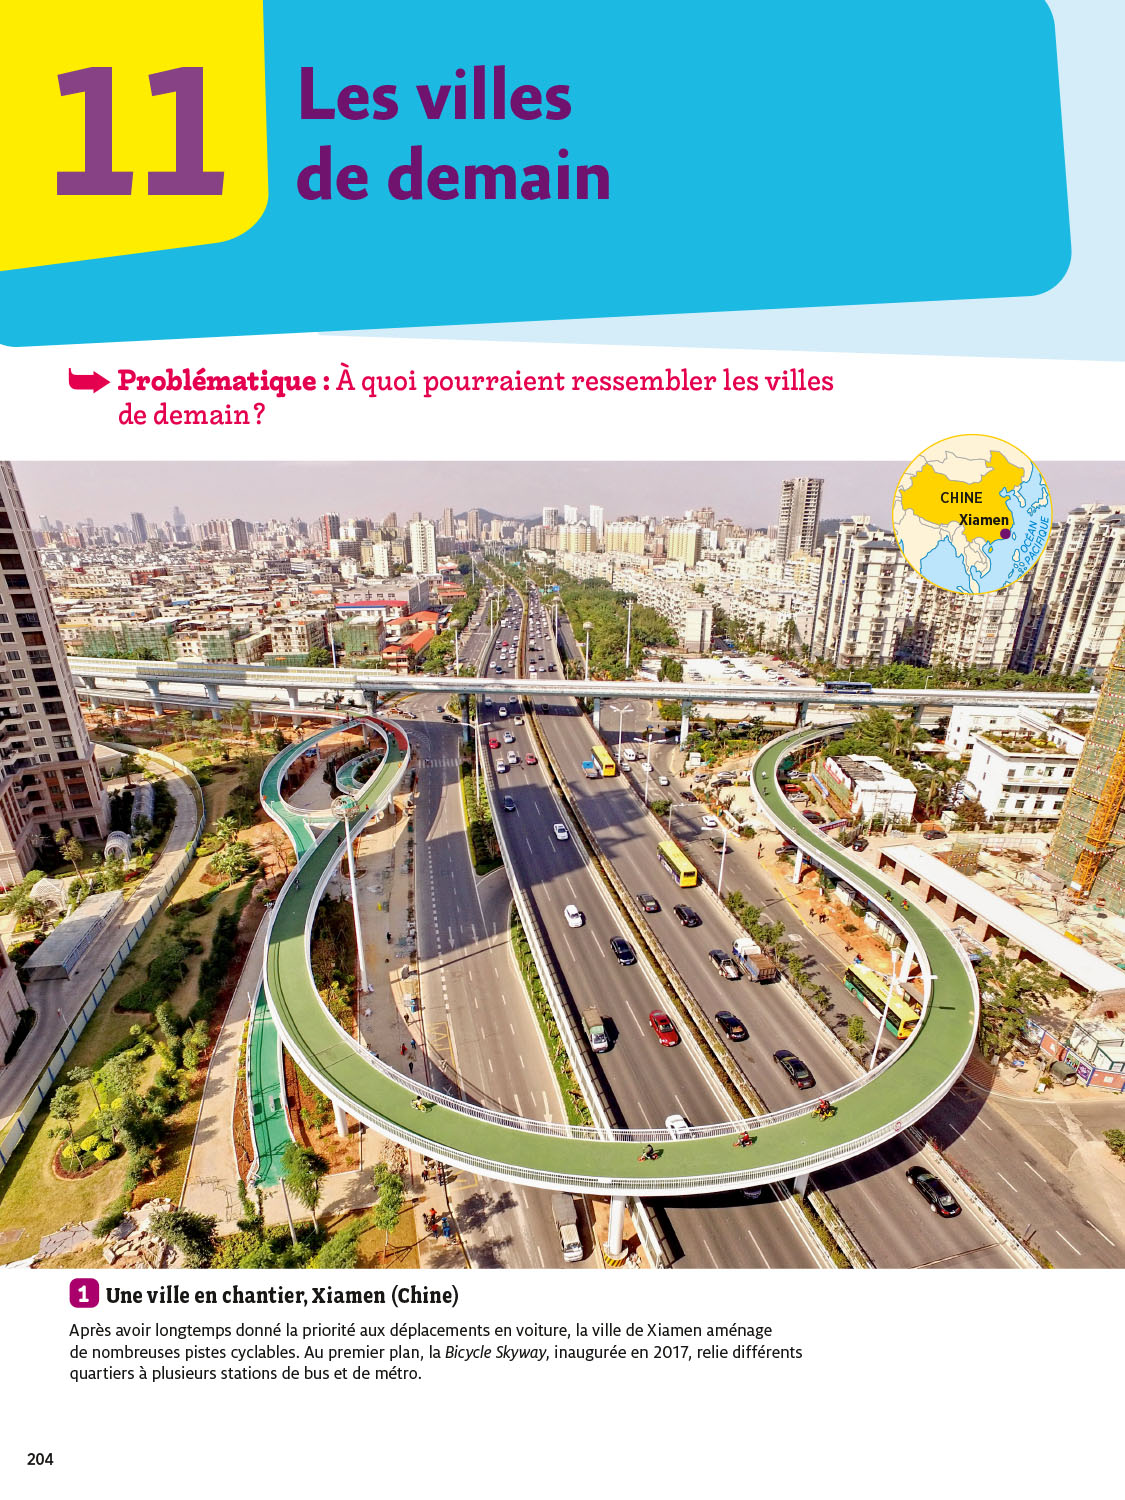 11
Les villes
de demain
Problématique : À quoi pourraient ressembler les villes
de demain ?
CHINE
Xiamen
OCÉAN
PACIFIQUE
1 Une ville en chantier, Xiamen (Chine)
Après avoir longtemps donné la priorité aux déplacements en voiture, la ville de Xiamen aménage
de nombreuses pistes cyclables. Au premier plan, la Bicycle Skyway, inaugurée en 2017, relie différents
quartiers à plusieurs stations de bus et de métro.
204